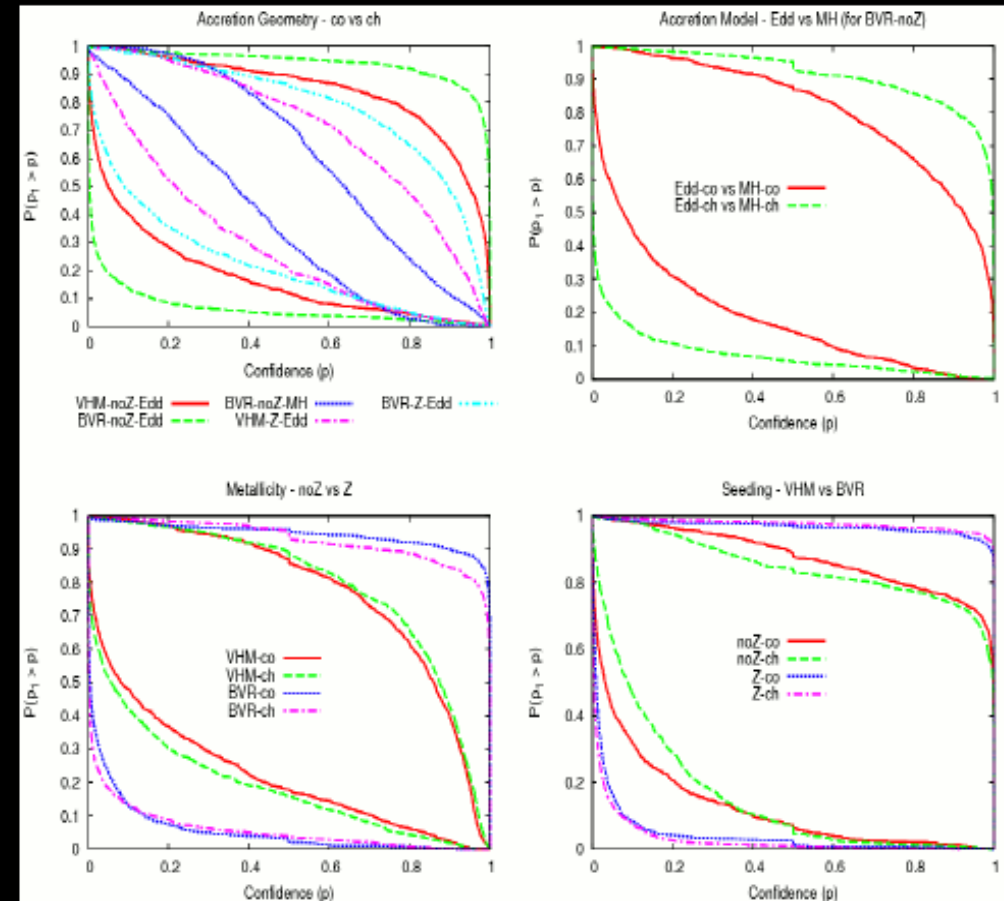 Accretion Geometry - co vs ch
1
0.9
0.8
0.7
0.6
0.5
0.4
0.3
0.2
0.1
0
P(p1 > p)
0 0.2 0.4 0.6 0.8 1
Confidence (p)
VHM-noZ-Edd BVR-noZ-MH BVR-Z-Edd
BVR-noZ-Edd VHM-Z-Edd
Accretion Model - Edd vs MH (for BVR-noZ)
1
0.9
0.8
0.7
0.6
0.5
0.4
0.3
0.2
0.1
0
P(p1 > p)
Edd-co vs MH-co
Edd-ch vs MH-ch
0 0.2 0.4 0.6 0.8 1
Confidence (p)
Metallicity - noZ vs Z
1
0.9
0.8
0.7
0.6
0.5
0.4
0.3
0.2
0.1
0
P(p1 > p)
VHM-co
VHM-ch
BVR-co
BVR-ch
0 0.2 0.4 0.6 0.8 1
Confidence (p)
Seeding - VHM vs BVR
1
0.8
0.6
0.4
0.2
0
P(p1 > p)
noZ-co
noZ-ch
Z-co
Z-ch
0 0.2 0.4 0.6 0.8 1
Confidence (p)